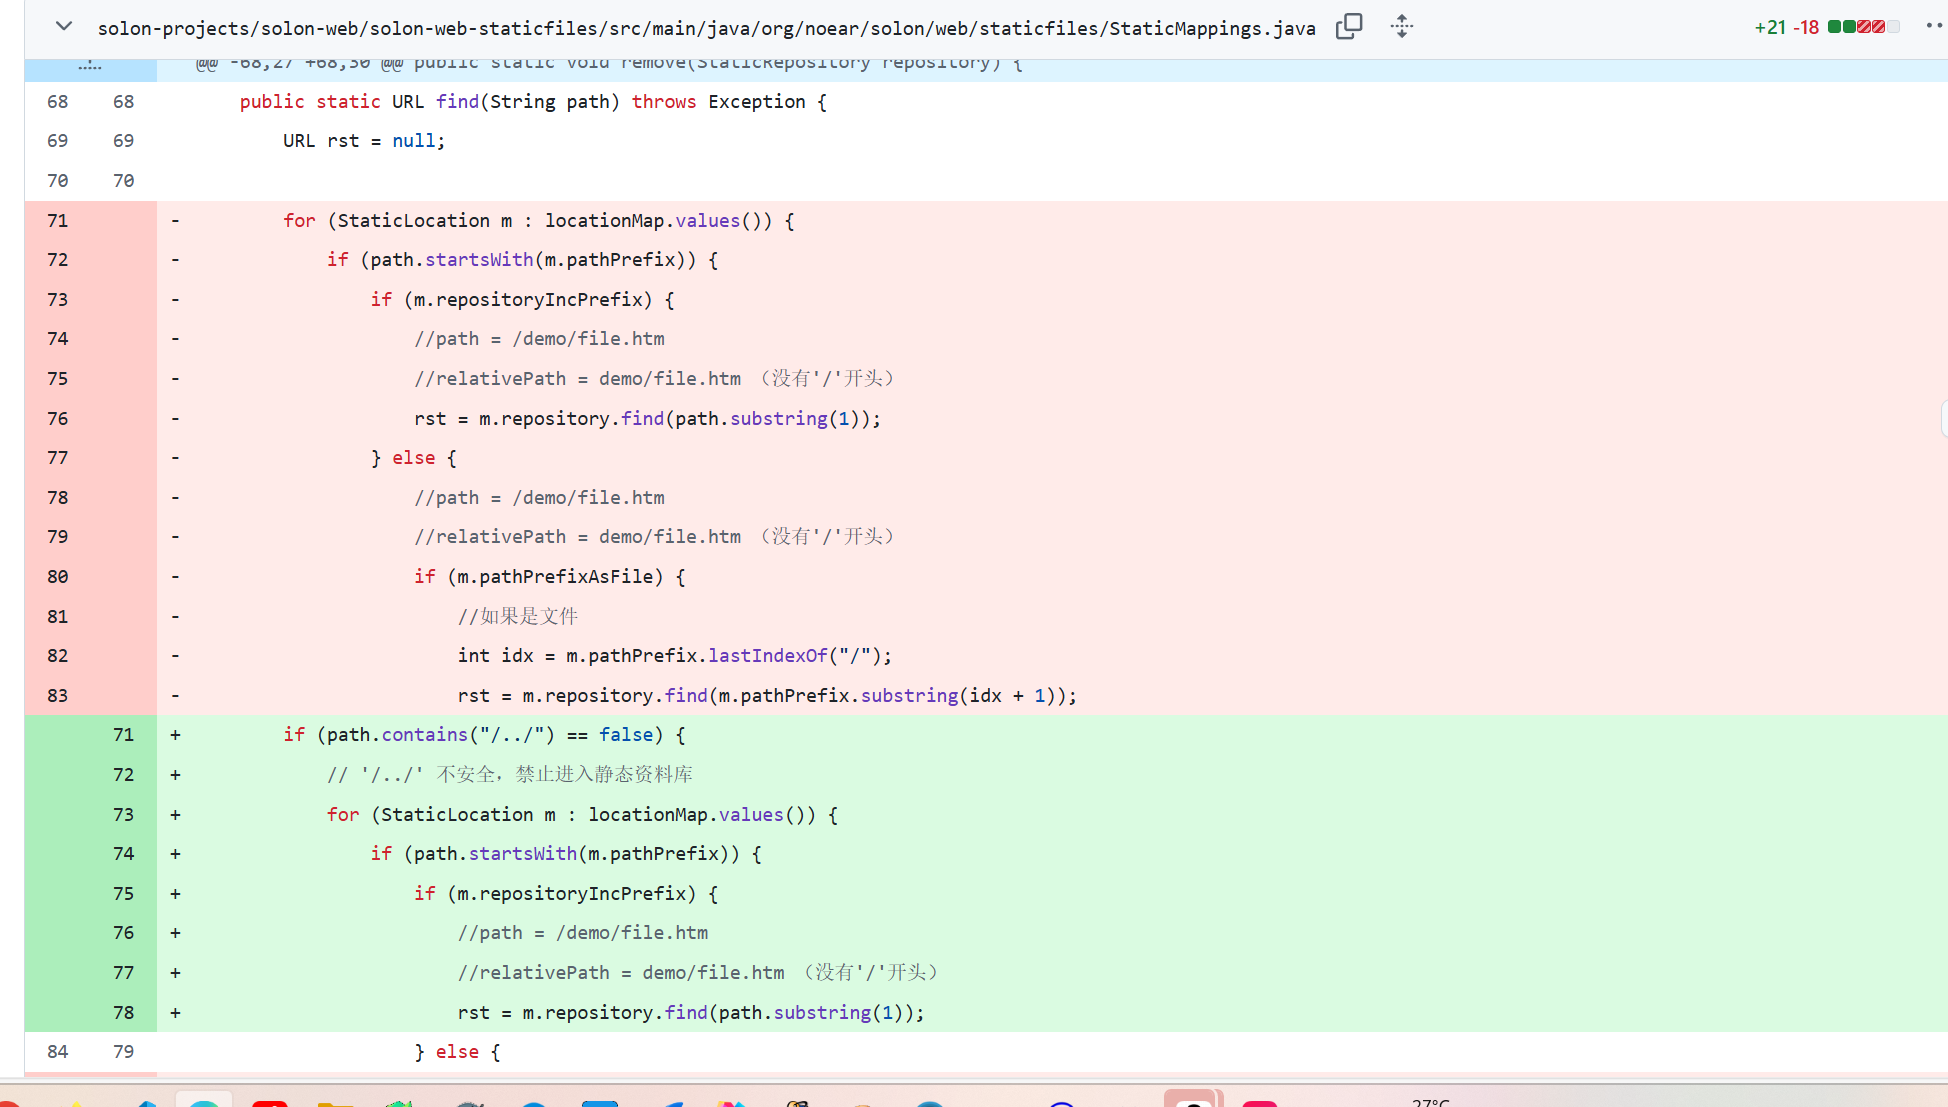 solon-projects/solon-web/solon-web-staticfiles/src/main/java/org/noear/solon/web/staticfiles/StaticMappings.java +21 -18
@@ -68,27 +68,30 @@ public static void remove(StaticRepository repository) {
68 68 public static URL find(String path) throws Exception {
69 69 URL rst = null;
70 70
71 - for (StaticLocation m : locationMap.values()) {
72 - if (path.startsWith(m.pathPrefix)) {
73 - if (m.repositoryIncPrefix) {
74 - //path = /demo/file.htm
75 - //relativePath = demo/file.htm （没有'/'开头）
76 - rst = m.repository.find(path.substring(1));
77 - } else {
78 - //path = /demo/file.htm
79 - //relativePath = demo/file.htm （没有'/'开头）
80 - if (m.pathPrefixAsFile) {
81 - //如果是文件
82 - int idx = m.pathPrefix.lastIndexOf("/");
83 - rst = m.repository.find(m.pathPrefix.substring(idx + 1));
71 + if (path.contains("/../") == false) {
72 + // '/../' 不安全，禁止进入静态资料库
73 + for (StaticLocation m : locationMap.values()) {
74 + if (path.startsWith(m.pathPrefix)) {
75 + if (m.repositoryIncPrefix) {
76 + //path = /demo/file.htm
77 + //relativePath = demo/file.htm （没有'/'开头）
78 + rst = m.repository.find(path.substring(1));
84 79 } else {
27°C